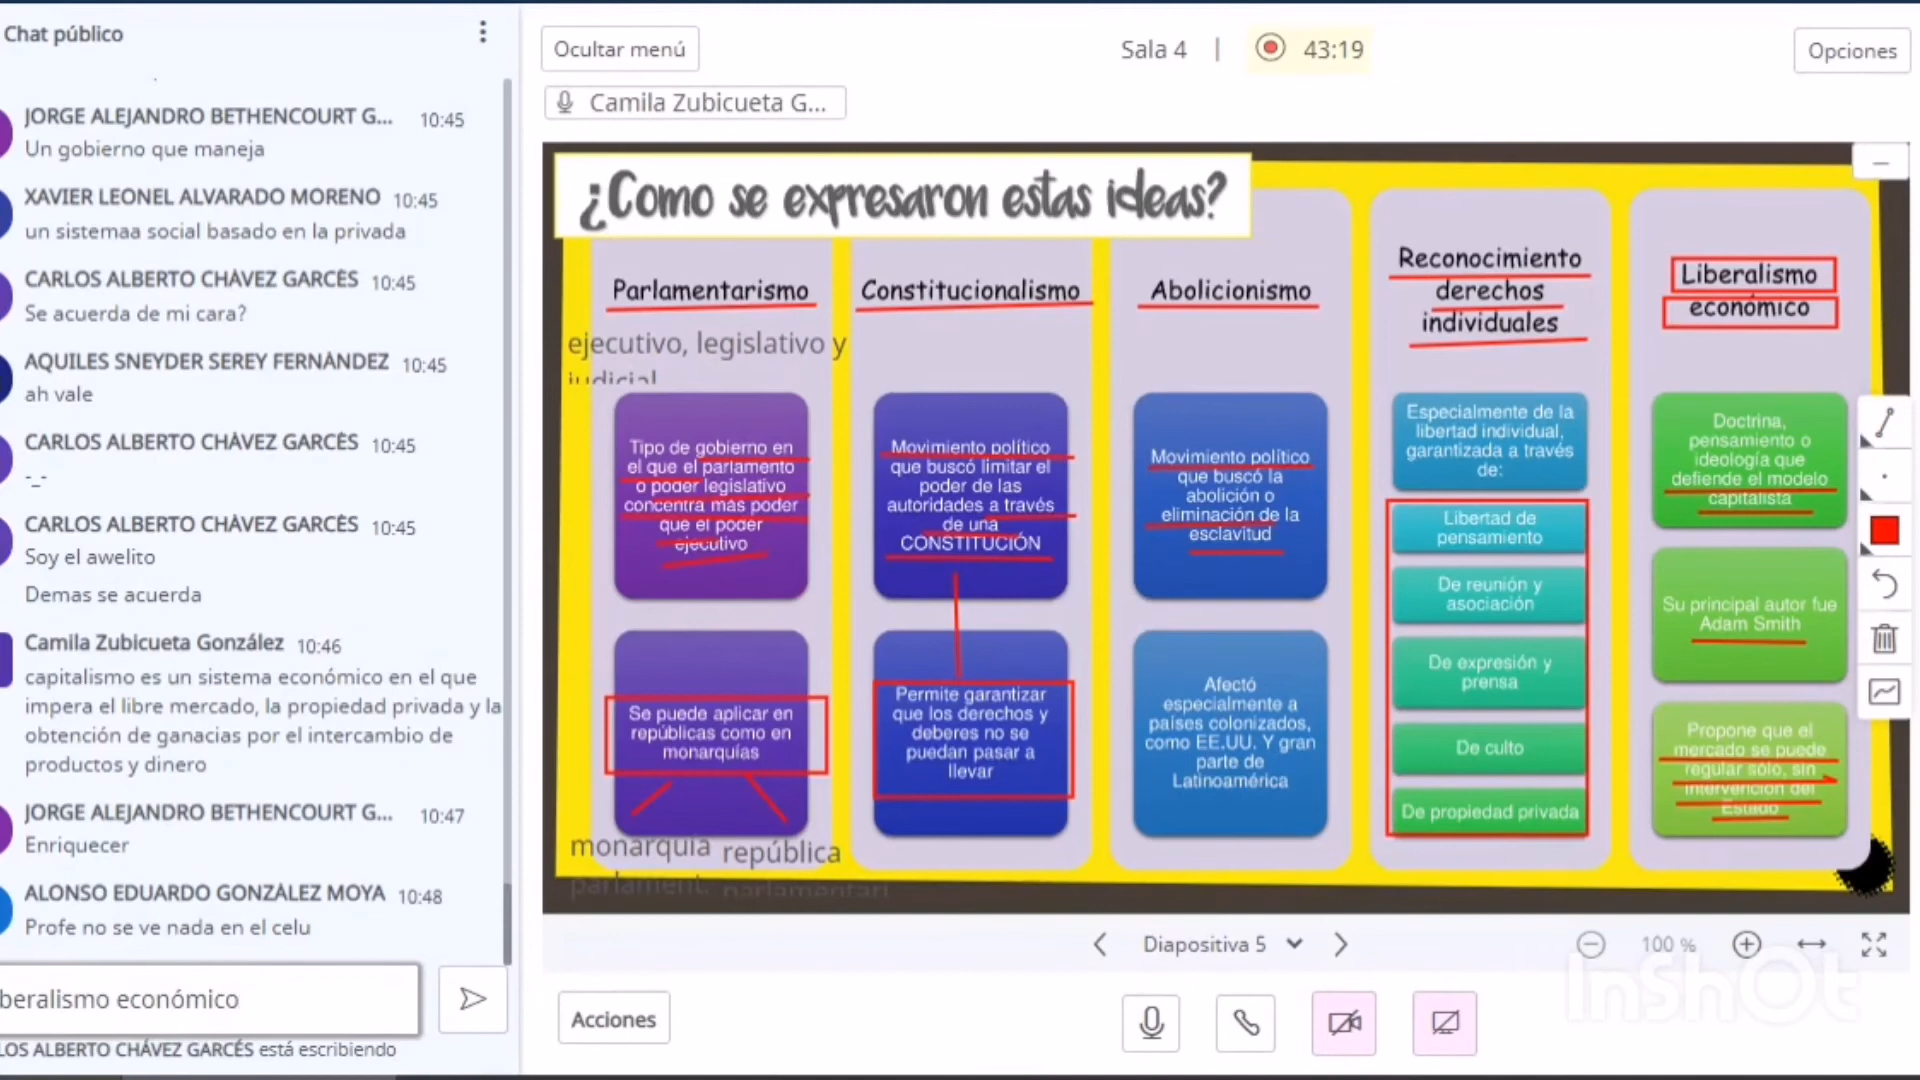 Chat público
JORGE ALEJANDRO BETHENCOURT G... 10:45
Un gobierno que maneja
XAVIER LEONEL ALVARADO MORENO 10:45
un sistemaa social basado en la privada
CARLOS ALBERTO CHÁVEZ GARCÉS 10:45
Se acuerda de mi cara?
AQUILES SNEYDER SEREY FERNÁNDEZ 10:45
ah vale
CARLOS ALBERTO CHÁVEZ GARCÉS 10:45
-_-
CARLOS ALBERTO CHÁVEZ GARCÉS 10:45
Soy el awelito
Demas se acuerda
Camila Zubicueta González 10:46
capitalismo es un sistema económico en el que
impera el libre mercado, la propiedad privada y la
obtención de ganacias por el intercambio de
productos y dinero
JORGE ALEJANDRO BETHENCOURT G... 10:47
Enriquecer
ALONSO EDUARDO GONZÁLEZ MOYA 10:48
Profe no se ve nada en el celu
beralismo económico
LOS ALBERTO CHÁVEZ GARCÉS está escribiendo
Ocultar menú
Sala 4 | 43:19
Opciones
Camila Zubicueta G...
¿Como se expresaron estas ideas?
Parlamentarismo
ejecutivo, legislativo y
judicial
Tipo de gobierno en
el que el parlamento
o poder legislativo
concentra más poder
que el poder
ejecutivo
Se puede aplicar en
repúblicas como en
monarquías
monarquía república
parlament. parlamentari
Constitucionalismo
Movimiento político
que buscó limitar el
poder de las
autoridades a través
de una
CONSTITUCIÓN
Permite garantizar
que los derechos y
deberes no se
puedan pasar a
llevar
Abolicionismo
Movimiento político
que buscó la
abolición o
eliminación de la
esclavitud
Afectó
especialmente a
países colonizados,
como EE.UU. Y gran
parte de
Latinoamérica
Reconocimiento
derechos
individuales
Especialmente de la
libertad individual,
garantizada a través
de:
Libertad de
pensamiento
De reunión y
asociación
De expresión y
prensa
De culto
De propiedad privada
Liberalismo
económico
Doctrina,
pensamiento o
ideología que
defiende el modelo
capitalista
Su principal autor fue
Adam Smith
Propone que el
mercado se puede
regular sólo, sin
intervención del
Estado
Diapositiva 5
100 %
Acciones
InShOt